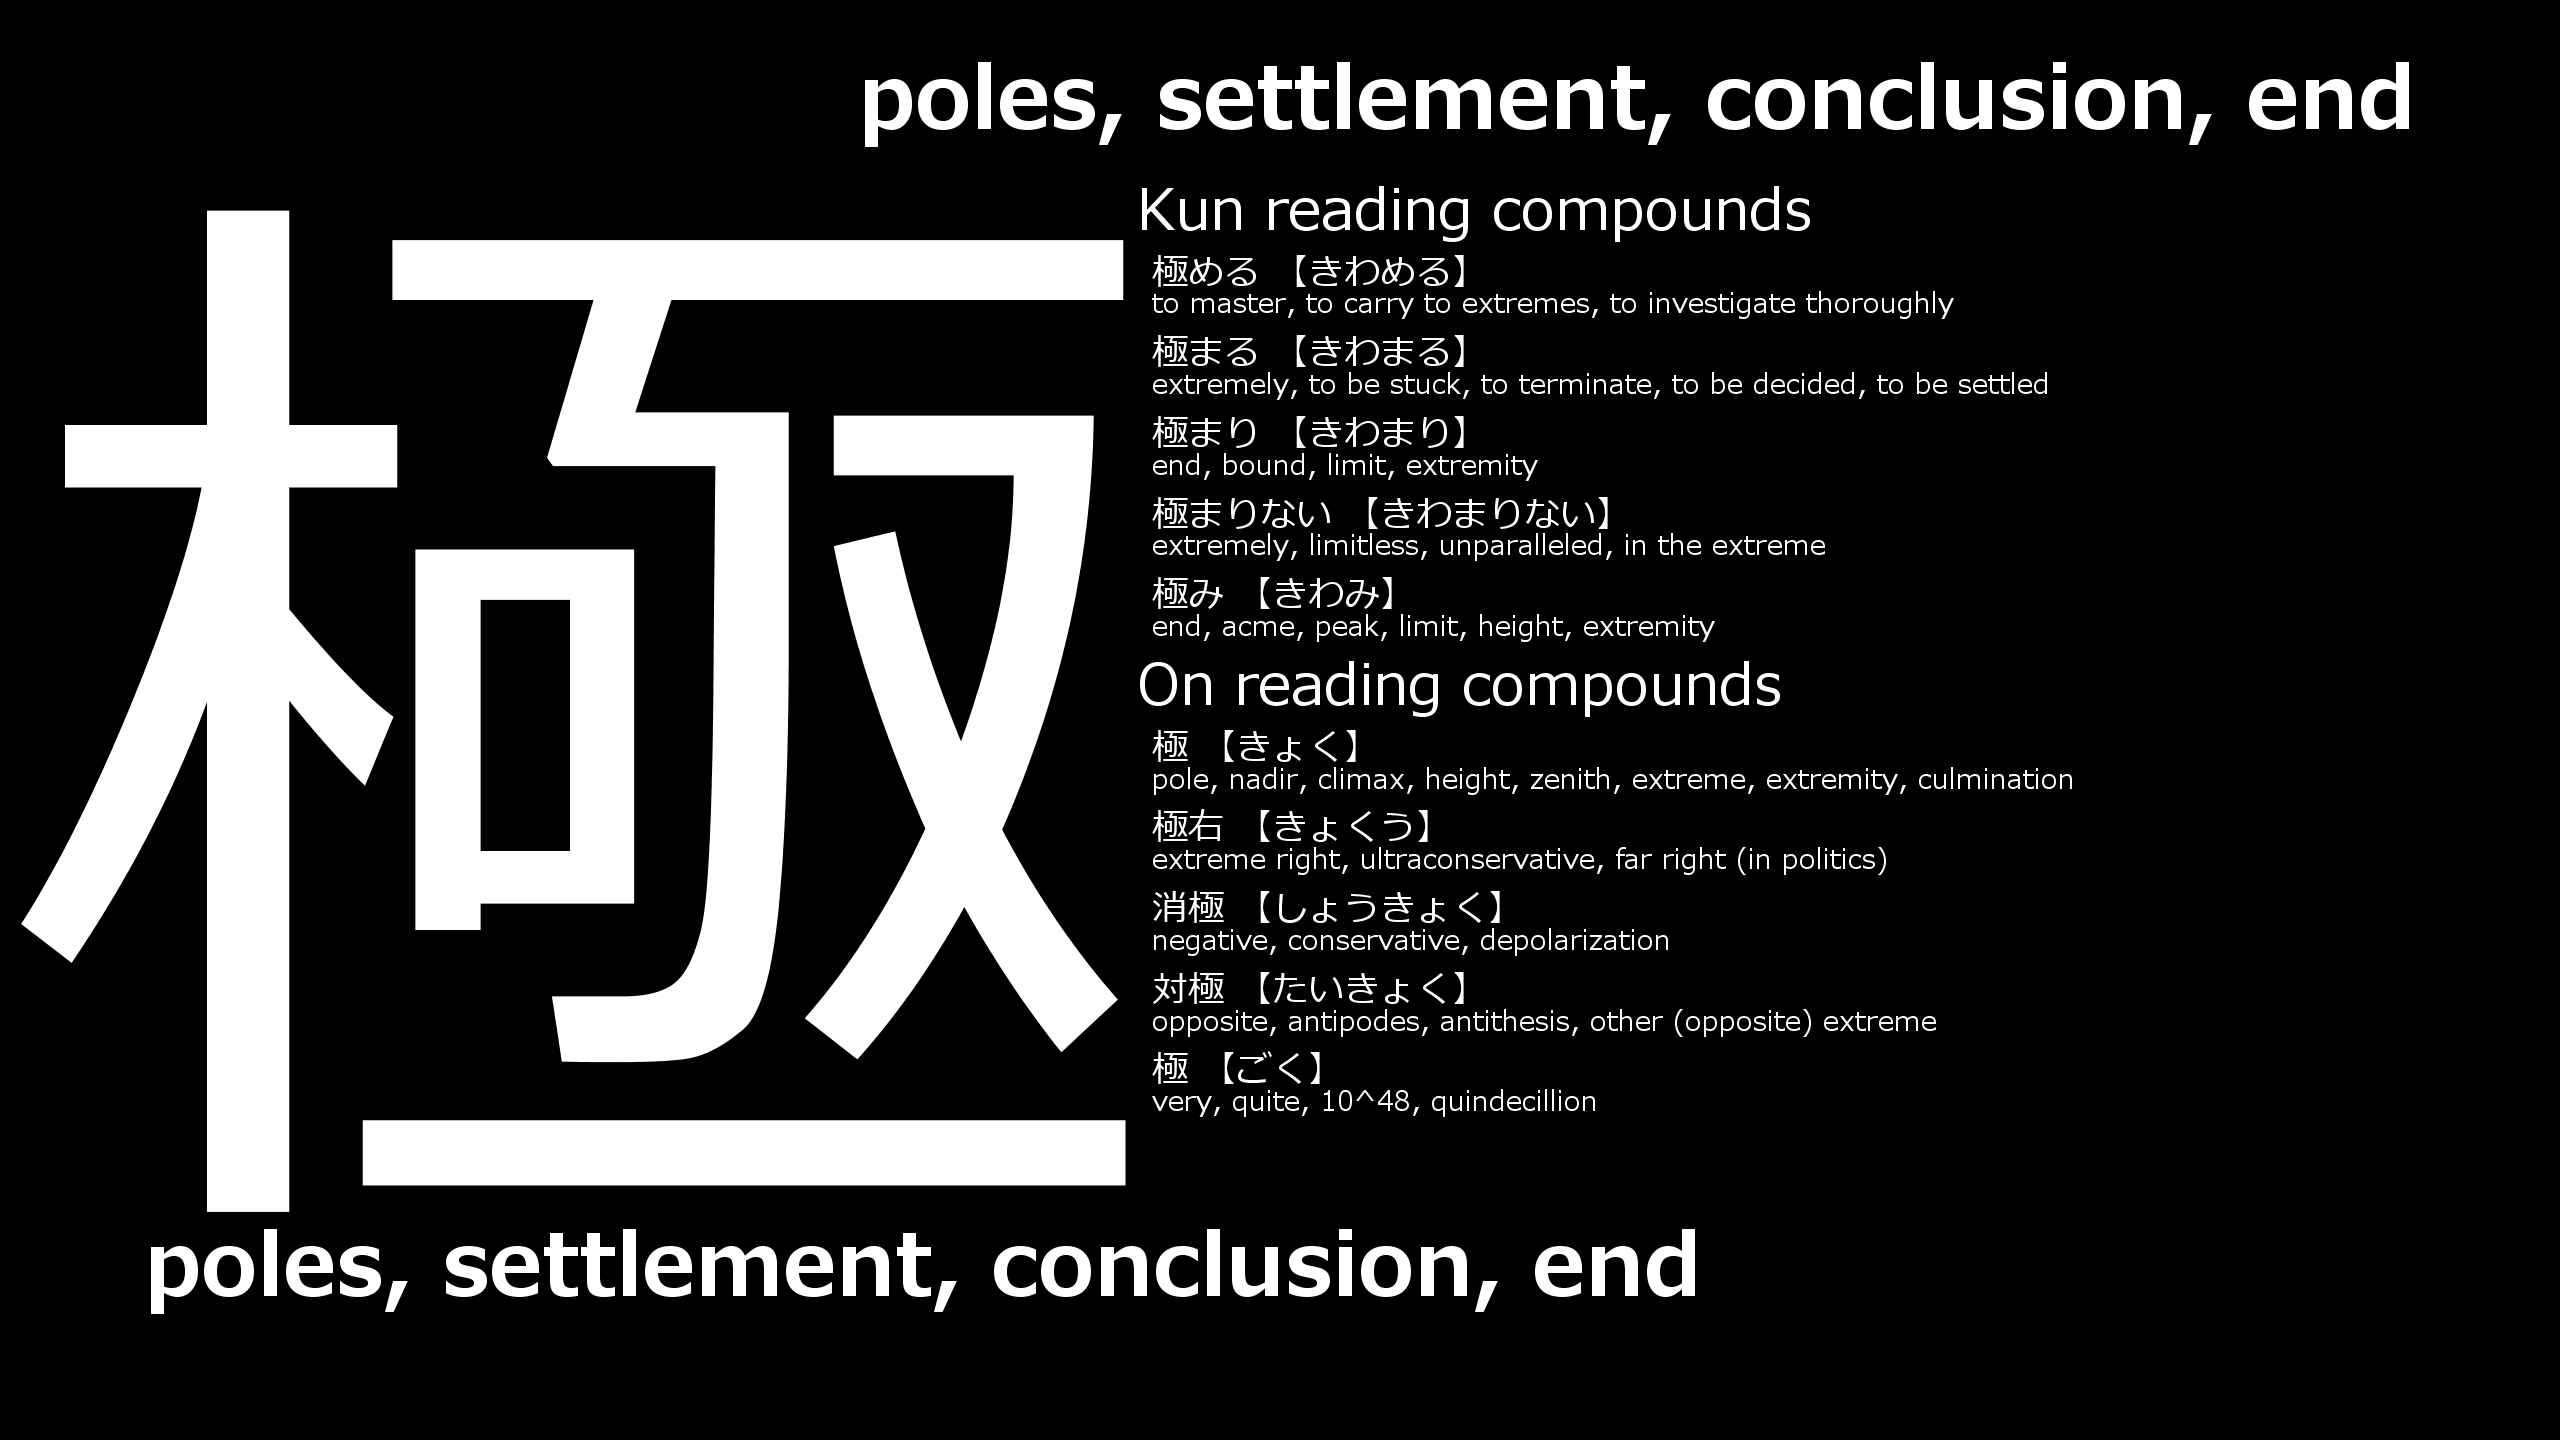 poles, settlement, conclusion, end
極
Kun reading compounds
極める 【きわめる】
to master, to carry to extremes, to investigate thoroughly
極まる 【きわまる】
extremely, to be stuck, to terminate, to be decided, to be settled
極まり 【きわまり】
end, bound, limit, extremity
極まりない 【きわまりない】
extremely, limitless, unparalleled, in the extreme
極み 【きわみ】
end, acme, peak, limit, height, extremity
On reading compounds
極 【きょく】
pole, nadir, climax, height, zenith, extreme, extremity, culmination
極右 【きょくう】
extreme right, ultraconservative, far right (in politics)
消極 【しょうきょく】
negative, conservative, depolarization
対極 【たいきょく】
opposite, antipodes, antithesis, other (opposite) extreme
極 【ごく】
very, quite, 10^48, quindecillion
poles, settlement, conclusion, end